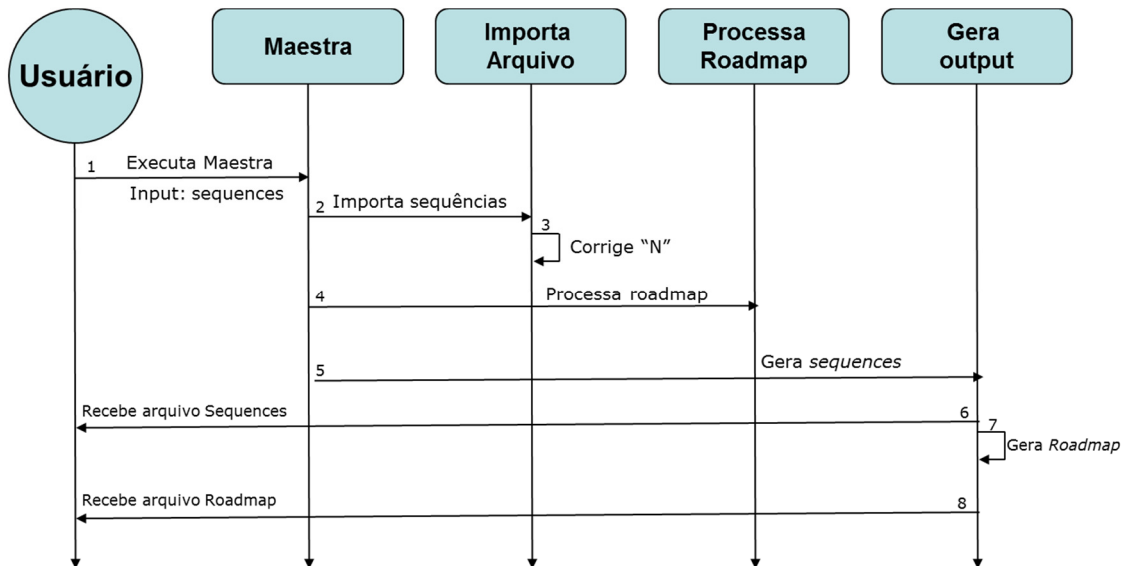 Usuário
Maestra
Importa
Arquivo
Processa
Roadmap
Gera
output
1 Executa Maestra
Input: sequences
2 Importa sequências
3
Corrige “N”
4 Processa roadmap
5 Gera sequences
Recebe arquivo Sequences 6
7
Gera Roadmap
Recebe arquivo Roadmap 8